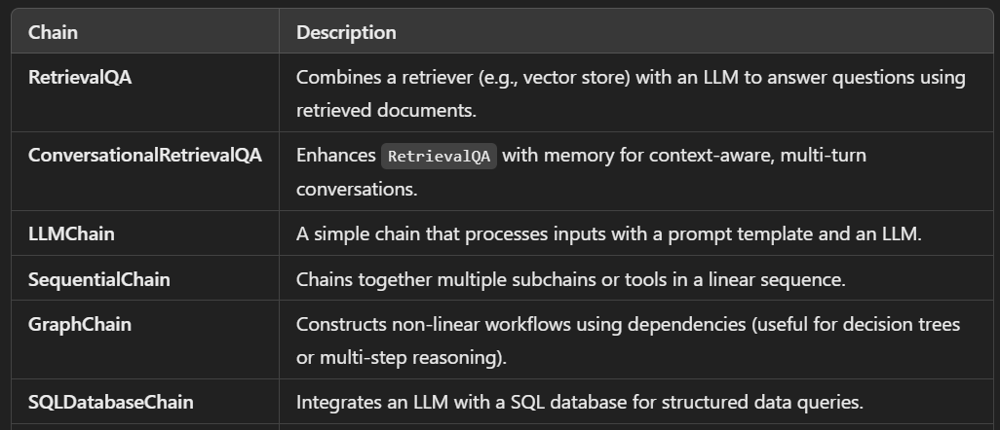 Chain Description
RetrievalQA Combines a retriever (e.g., vector store) with an LLM to answer questions using
retrieved documents.
ConversationalRetrievalQA Enhances RetrievalQA with memory for context-aware, multi-turn
conversations.
LLMChain A simple chain that processes inputs with a prompt template and an LLM.
SequentialChain Chains together multiple subchains or tools in a linear sequence.
GraphChain Constructs non-linear workflows using dependencies (useful for decision trees
or multi-step reasoning).
SQLDatabaseChain Integrates an LLM with a SQL database for structured data queries.